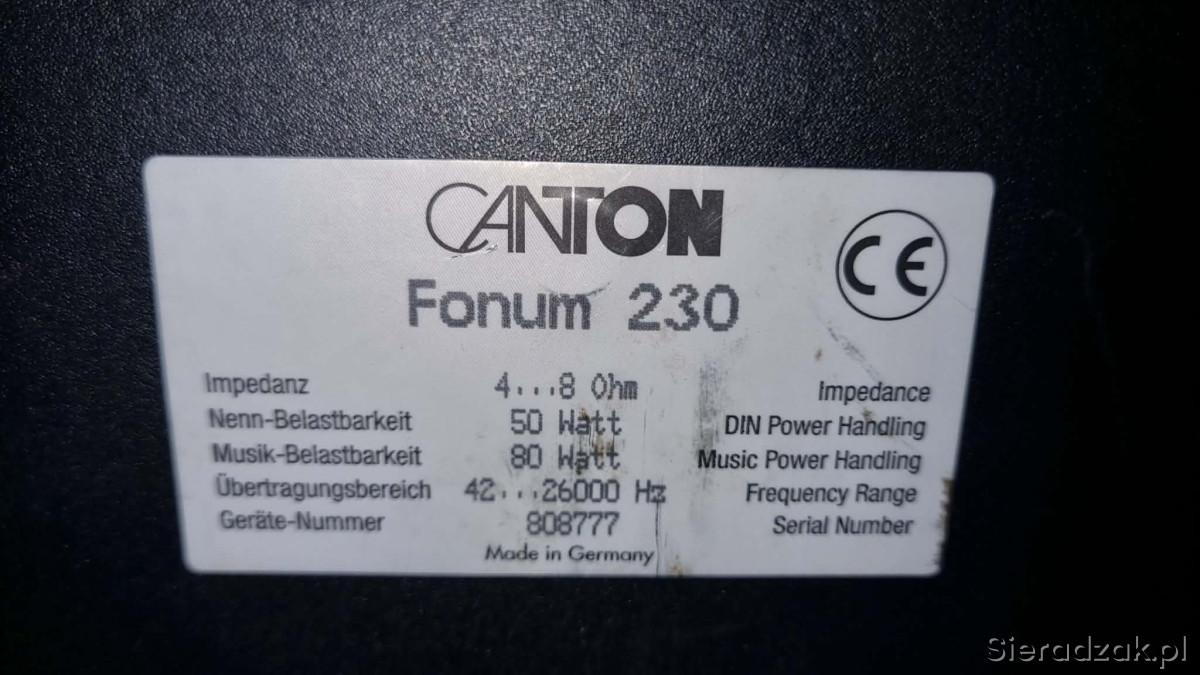 CANTON
CE
Fonum 230
Impedanz 4...8 Ohm Impedance
Nenn-Belastbarkeit 50 Watt DIN Power Handling
Musik-Belastbarkeit 80 Watt Music Power Handling
Übertragungsbereich 42...26000 Hz Frequency Range
Geräte-Nummer 808777 Serial Number
Made in Germany
Sieradzak.pl